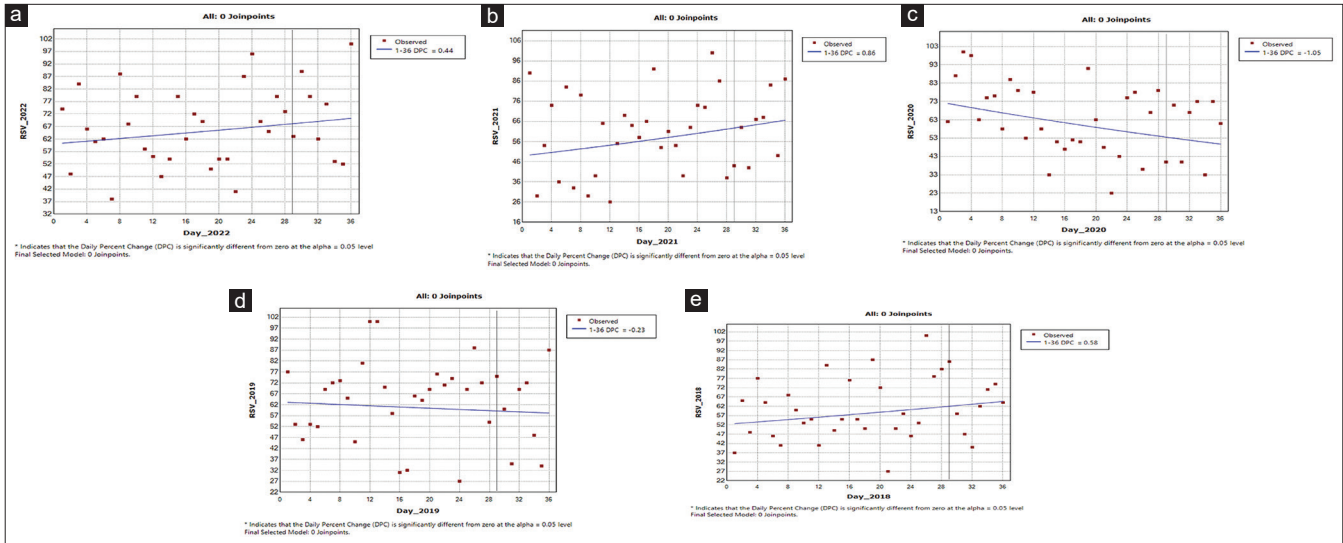 a
All: 0 Joinpoints
Observed
1-36 DPC = 0.44
RSV_2022
102
97
92
87
82
77
72
67
62
57
52
47
42
37
32
0 4 8 12 16 20 24 28 32 36
Day_2022
* Indicates that the Daily Percent Change (DPC) is significantly different from zero at the alpha = 0.05 level
Final Selected Model: 0 Joinpoints.
b
All: 0 Joinpoints
Observed
1-36 DPC = 0.86
RSV_2021
106
96
86
76
66
56
46
36
26
16
0 4 8 12 16 20 24 28 32 36
Day_2021
* Indicates that the Daily Percent Change (DPC) is significantly different from zero at the alpha = 0.05 level
Final Selected Model: 0 Joinpoints.
c
All: 0 Joinpoints
Observed
1-36 DPC = -1.05
RSV_2020
103
93
83
73
63
53
43
33
23
13
0 4 8 12 16 20 24 28 32 36
Day_2020
* Indicates that the Daily Percent Change (DPC) is significantly different from zero at the alpha = 0.05 level
Final Selected Model: 0 Joinpoints.
d
All: 0 Joinpoints
Observed
1-36 DPC = -0.23
RSV_2019
102
97
92
87
82
77
72
67
62
57
52
47
42
37
32
27
22
0 4 8 12 16 20 24 28 32 36
Day_2019
* Indicates that the Daily Percent Change (DPC) is significantly different from zero at the alpha = 0.05 level
Final Selected Model: 0 Joinpoints.
e
All: 0 Joinpoints
Observed
1-36 DPC = 0.58
RSV_2018
102
97
92
87
82
77
72
67
62
57
52
47
42
37
32
27
22
0 4 8 12 16 20 24 28 32 36
Day_2018
* Indicates that the Daily Percent Change (DPC) is significantly different from zero at the alpha = 0.05 level
Final Selected Model: 0 Joinpoints.